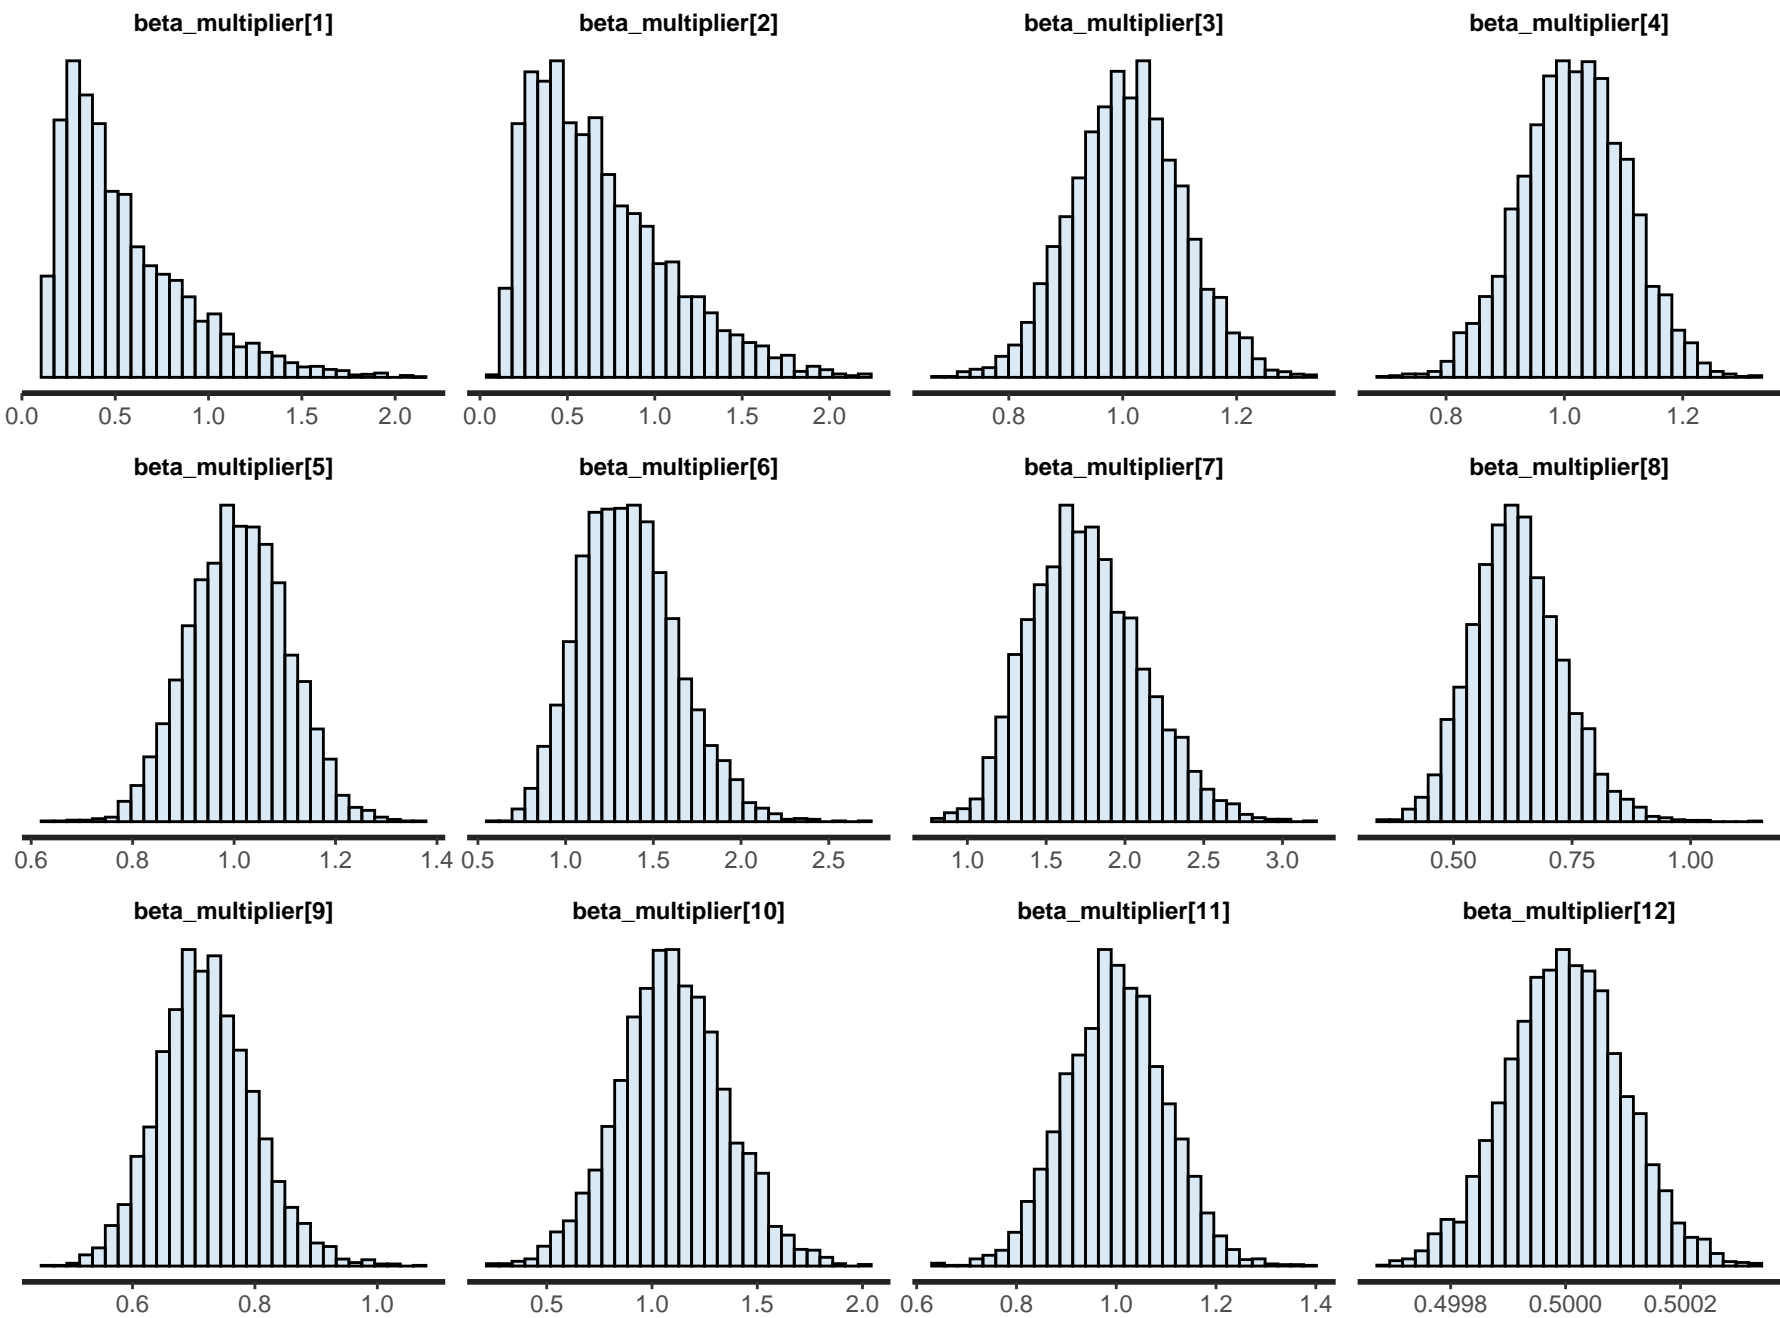 beta_multiplier[1] beta_multiplier[2] beta_multiplier[3] beta_multiplier[4]
0.0 0.5 1.0 1.5 2.0 0.0 0.5 1.0 1.5 2.0 0.8 1.0 1.2 0.8 1.0 1.2
beta_multiplier[5] beta_multiplier[6] beta_multiplier[7] beta_multiplier[8]
0.6 0.8 1.0 1.2 1.4 0.5 1.0 1.5 2.0 2.5 1.0 1.5 2.0 2.5 3.0 0.50 0.75 1.00
beta_multiplier[9] beta_multiplier[10] beta_multiplier[11] beta_multiplier[12]
0.6 0.8 1.0 0.5 1.0 1.5 2.0 0.6 0.8 1.0 1.2 1.4 0.4998 0.5000 0.5002